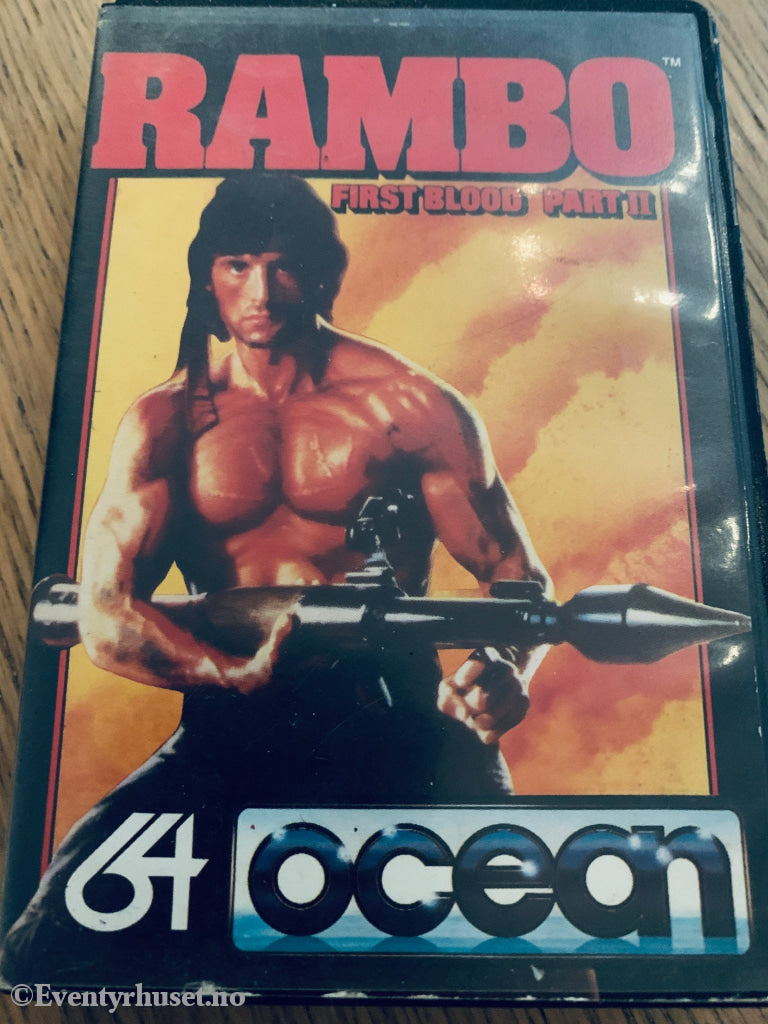 RAMBO™
FIRST BLOOD PART II
64
ocean
©Eventyrhuset.no